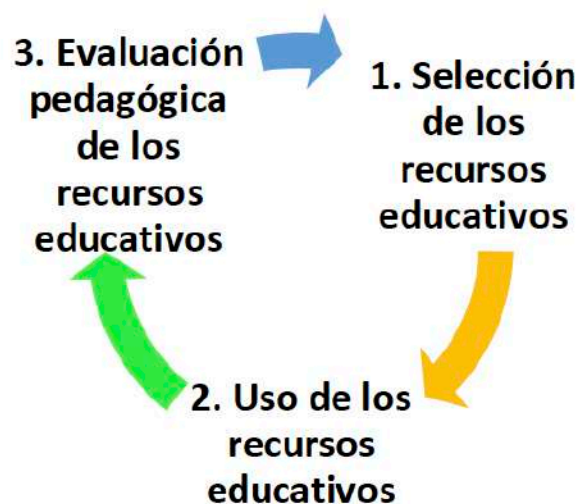 1. Selección
de los
recursos
educativos
2. Uso de los
recursos
educativos
3. Evaluación
pedagógica
de los
recursos
educativos